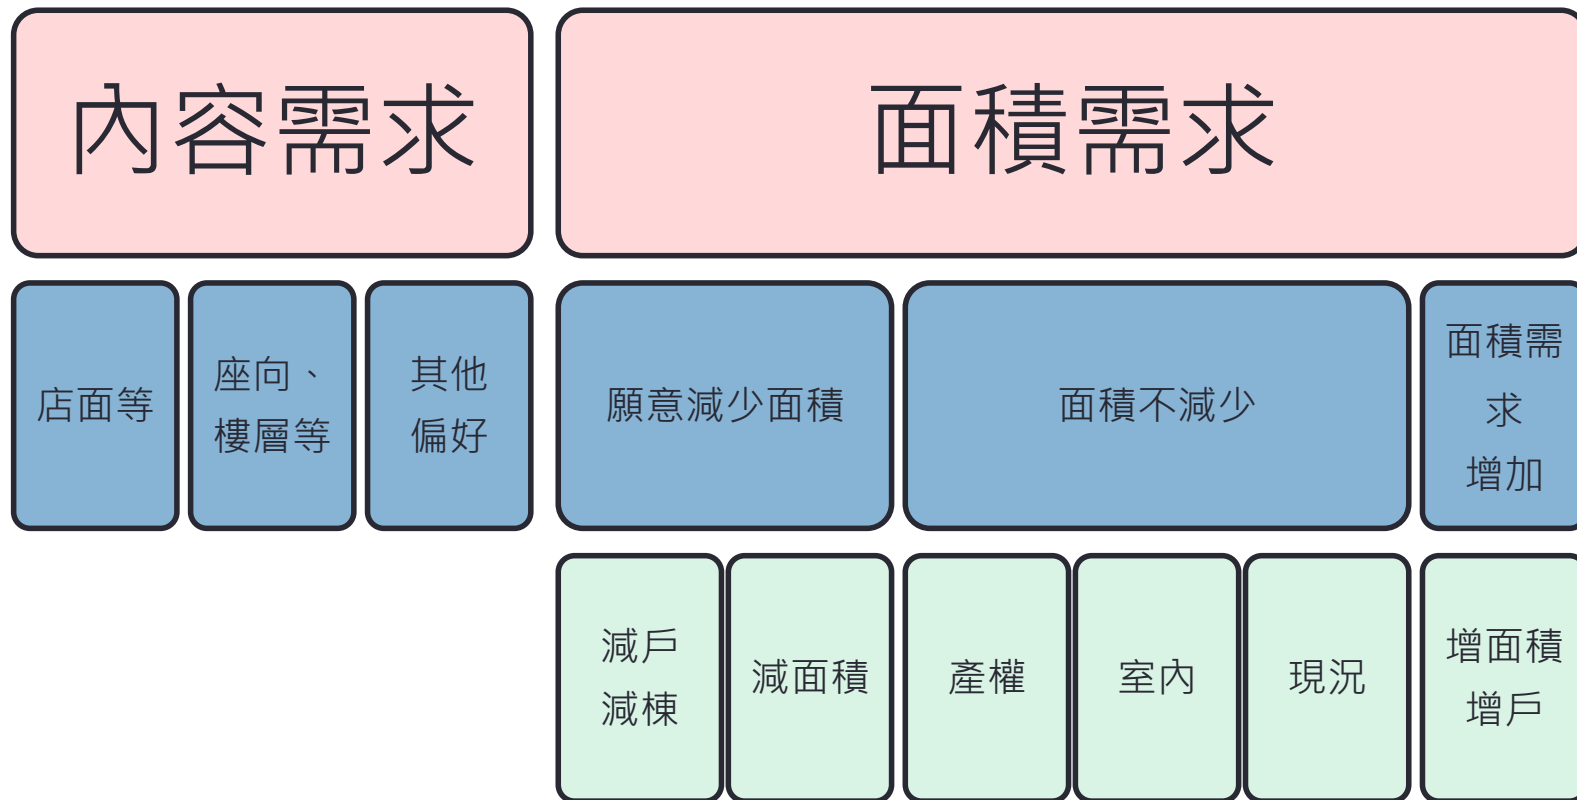 內容需求
面積需求
店面等
座向、
樓層等
其他
偏好
願意減少面積
面積不減少
面積需
求
增加
減戶
減棟
減面積
產權
室內
現況
增面積
增戶